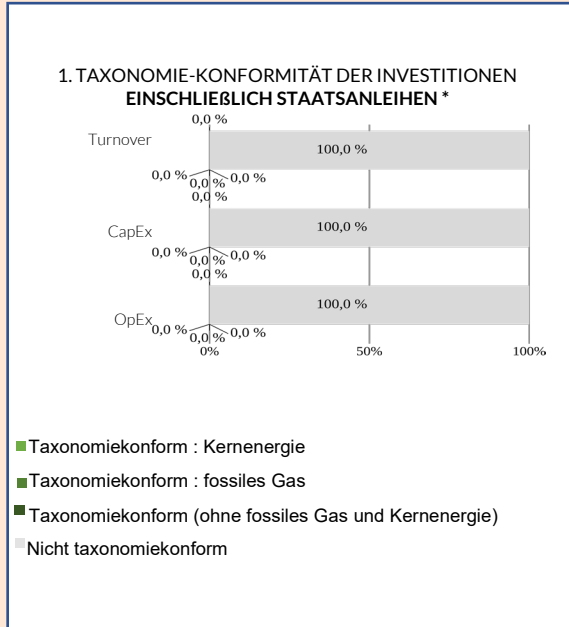 1. TAXONOMIE-KONFORMITÄT DER INVESTITIONEN
EINSCHLIEßLICH STAATSANLEIHEN *
0,0 %
Turnover
100,0 %
0,0 %
0,0 %
0,0 %
0,0 %
CapEx
100,0 %
0,0 %
0,0 %
0,0 %
0,0 %
OpEx
100,0 %
0,0 %
0,0 %
0,0 %
0%
50%
100%
Taxonomiekonform : Kernenergie
Taxonomiekonform : fossiles Gas
Taxonomiekonform (ohne fossiles Gas und Kernenergie)
Nicht taxonomiekonform